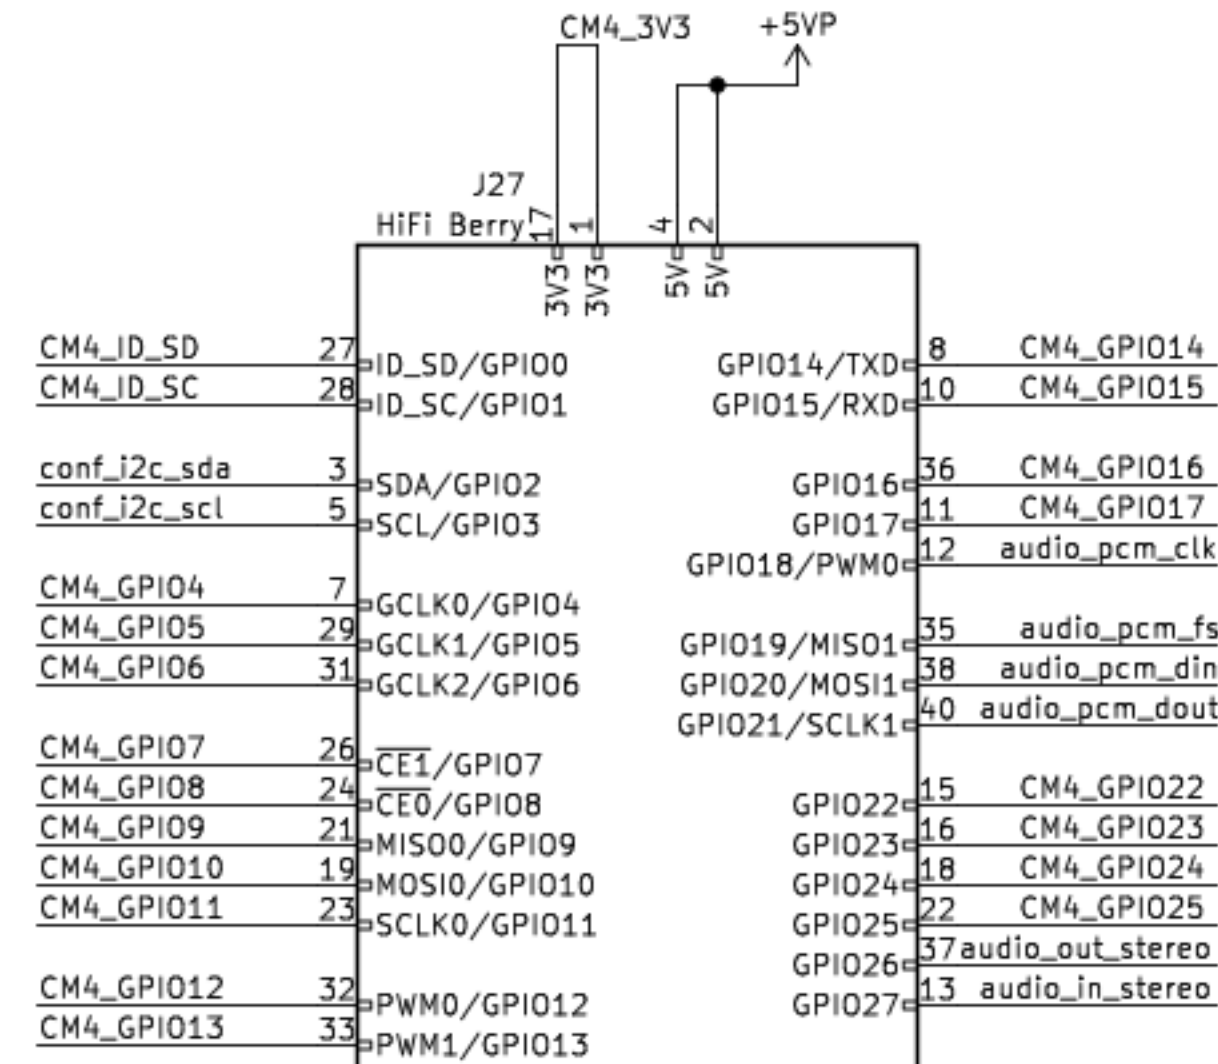 CM4_3V3 +5VP
J27
HiFi Berry 17 1 4 2
3V3 3V3 5V 5V
CM4_ID_SD 27 ID_SD/GPIO0 GPIO14/TXD 8 CM4_GPIO14
CM4_ID_SC 28 ID_SC/GPIO1 GPIO15/RXD 10 CM4_GPIO15
conf_i2c_sda 3 SDA/GPIO2 GPIO16 36 CM4_GPIO16
conf_i2c_scl 5 SCL/GPIO3 GPIO17 11 CM4_GPIO17
GPIO18/PWM0 12 audio_pcm_clk
CM4_GPIO4 7 GCLK0/GPIO4
CM4_GPIO5 29 GCLK1/GPIO5 GPIO19/MISO1 35 audio_pcm_fs
CM4_GPIO6 31 GCLK2/GPIO6 GPIO20/MOSI1 38 audio_pcm_din
GPIO21/SCLK1 40 audio_pcm_dout
CM4_GPIO7 26 CE1/GPIO7
CM4_GPIO8 24 CE0/GPIO8 GPIO22 15 CM4_GPIO22
CM4_GPIO9 21 MISO0/GPIO9 GPIO23 16 CM4_GPIO23
CM4_GPIO10 19 MOSI0/GPIO10 GPIO24 18 CM4_GPIO24
CM4_GPIO11 23 SCLK0/GPIO11 GPIO25 22 CM4_GPIO25
GPIO26 37 audio_out_stereo
CM4_GPIO12 32 PWM0/GPIO12 GPIO27 13 audio_in_stereo
CM4_GPIO13 33 PWM1/GPIO13